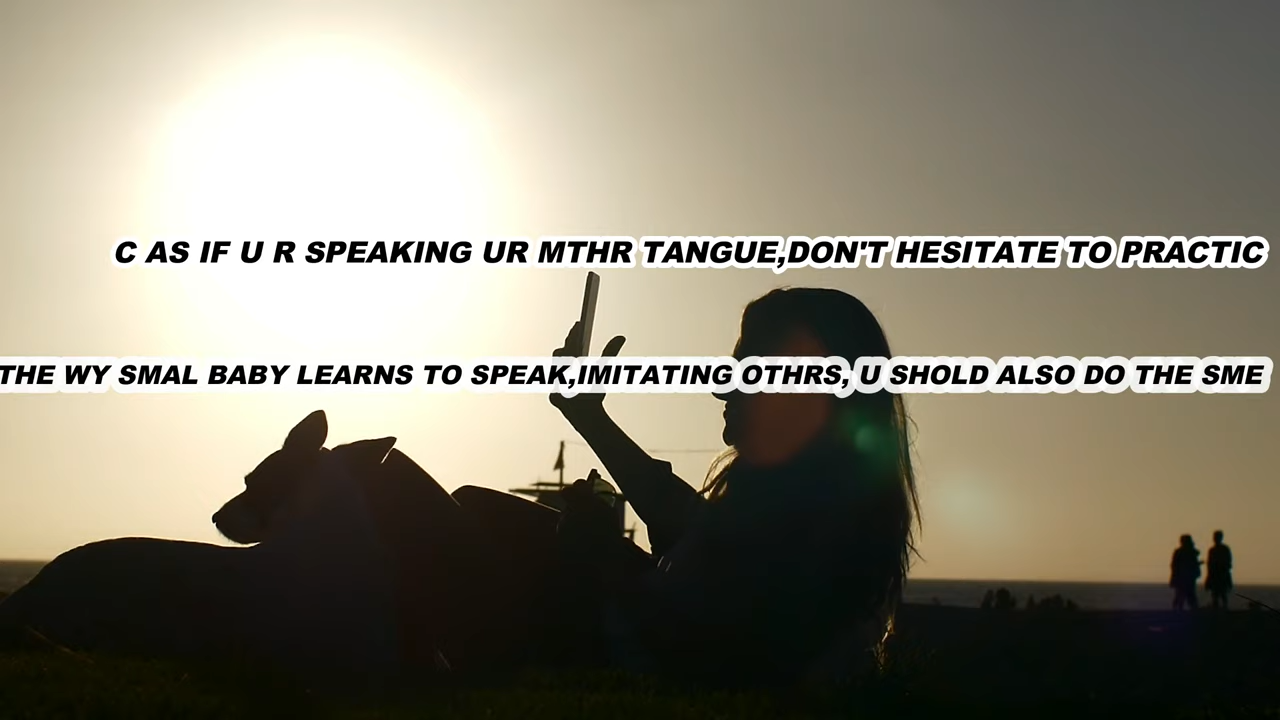 C AS IF U R SPEAKING UR MTHR TANGUE,DON'T HESITATE TO PRACTIC
THE WY SMAL BABY LEARNS TO SPEAK,IMITATING OTHRS, U SHOLD ALSO DO THE SME